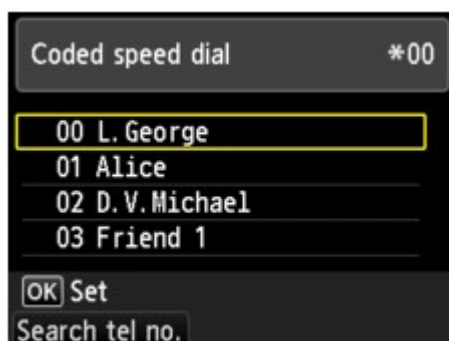 Coded speed dial *00
00 L.George
01 Alice
02 D.V.Michael
03 Friend 1
OK Set
Search tel no.